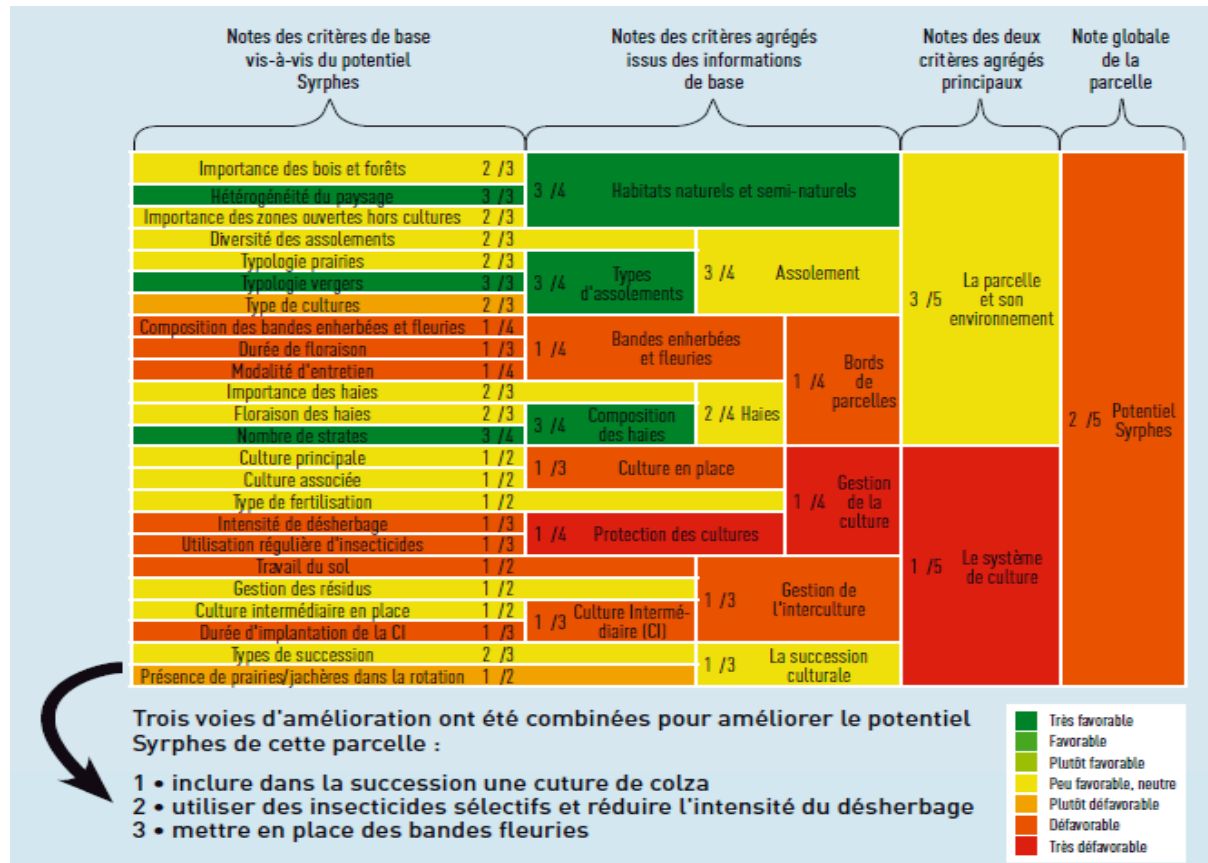 Notes des critères de base
vis-à-vis du potentiel
Syrphes
Notes des critères agrégés
issus des informations
de base
Notes des deux
critères agrégés
principaux
Note globale
de la
parcelle
Importance des bois et forêts 2 /3
Hétérogénéité du paysage 3 /3
Importance des zones ouvertes hors cultures 2 /3
Diversité des assolements 2 /3
Typologie prairies 2 /3
Typologie vergers 3 /3
Type de cultures 2 /3
Composition des bandes enherbées et fleuries 1 /4
Durée de floraison 1 /3
Modalité d'entretien 1 /4
Importance des haies 2 /3
Floraison des haies 2 /3
Nombre de strates 3 /4
Culture principale 1 /2
Culture associée 1 /2
Type de fertilisation 1 /2
Intensité de désherbage 1 /3
Utilisation régulière d'insecticides 1 /3
Travail du sol 1 /2
Gestion des résidus 1 /2
Culture intermédiaire en place 1 /2
Durée d'implantation de la CI 1 /3
Types de succession 2 /3
Présence de prairies/jachères dans la rotation 1 /2
3 /4 Habitats naturels et semi-naturels
3 /4 Types
d'assolements
3 /4 Assolement
1 /4 Bandes enherbées
et fleuries
3 /4 Composition
des haies
2 /4 Haies
1 /4 Bords
de
parcelles
1 /3 Culture en place
1 /4 Protection des cultures
1 /4 Gestion
de la
culture
1 /3 Culture Intermé-
diaire (CI)
1 /3 Gestion de
l'interculture
1 /3 La succession
culturale
3 /5 La parcelle
et son
environnement
1 /5 Le système
de culture
2 /5 Potentiel
Syrphes
Trois voies d'amélioration ont été combinées pour améliorer le potentiel
Syrphes de cette parcelle :
1 • inclure dans la succession une cuture de colza
2 • utiliser des insecticides sélectifs et réduire l'intensité du désherbage
3 • mettre en place des bandes fleuries
Très favorable
Favorable
Plutôt favorable
Peu favorable, neutre
Plutôt défavorable
Défavorable
Très défavorable